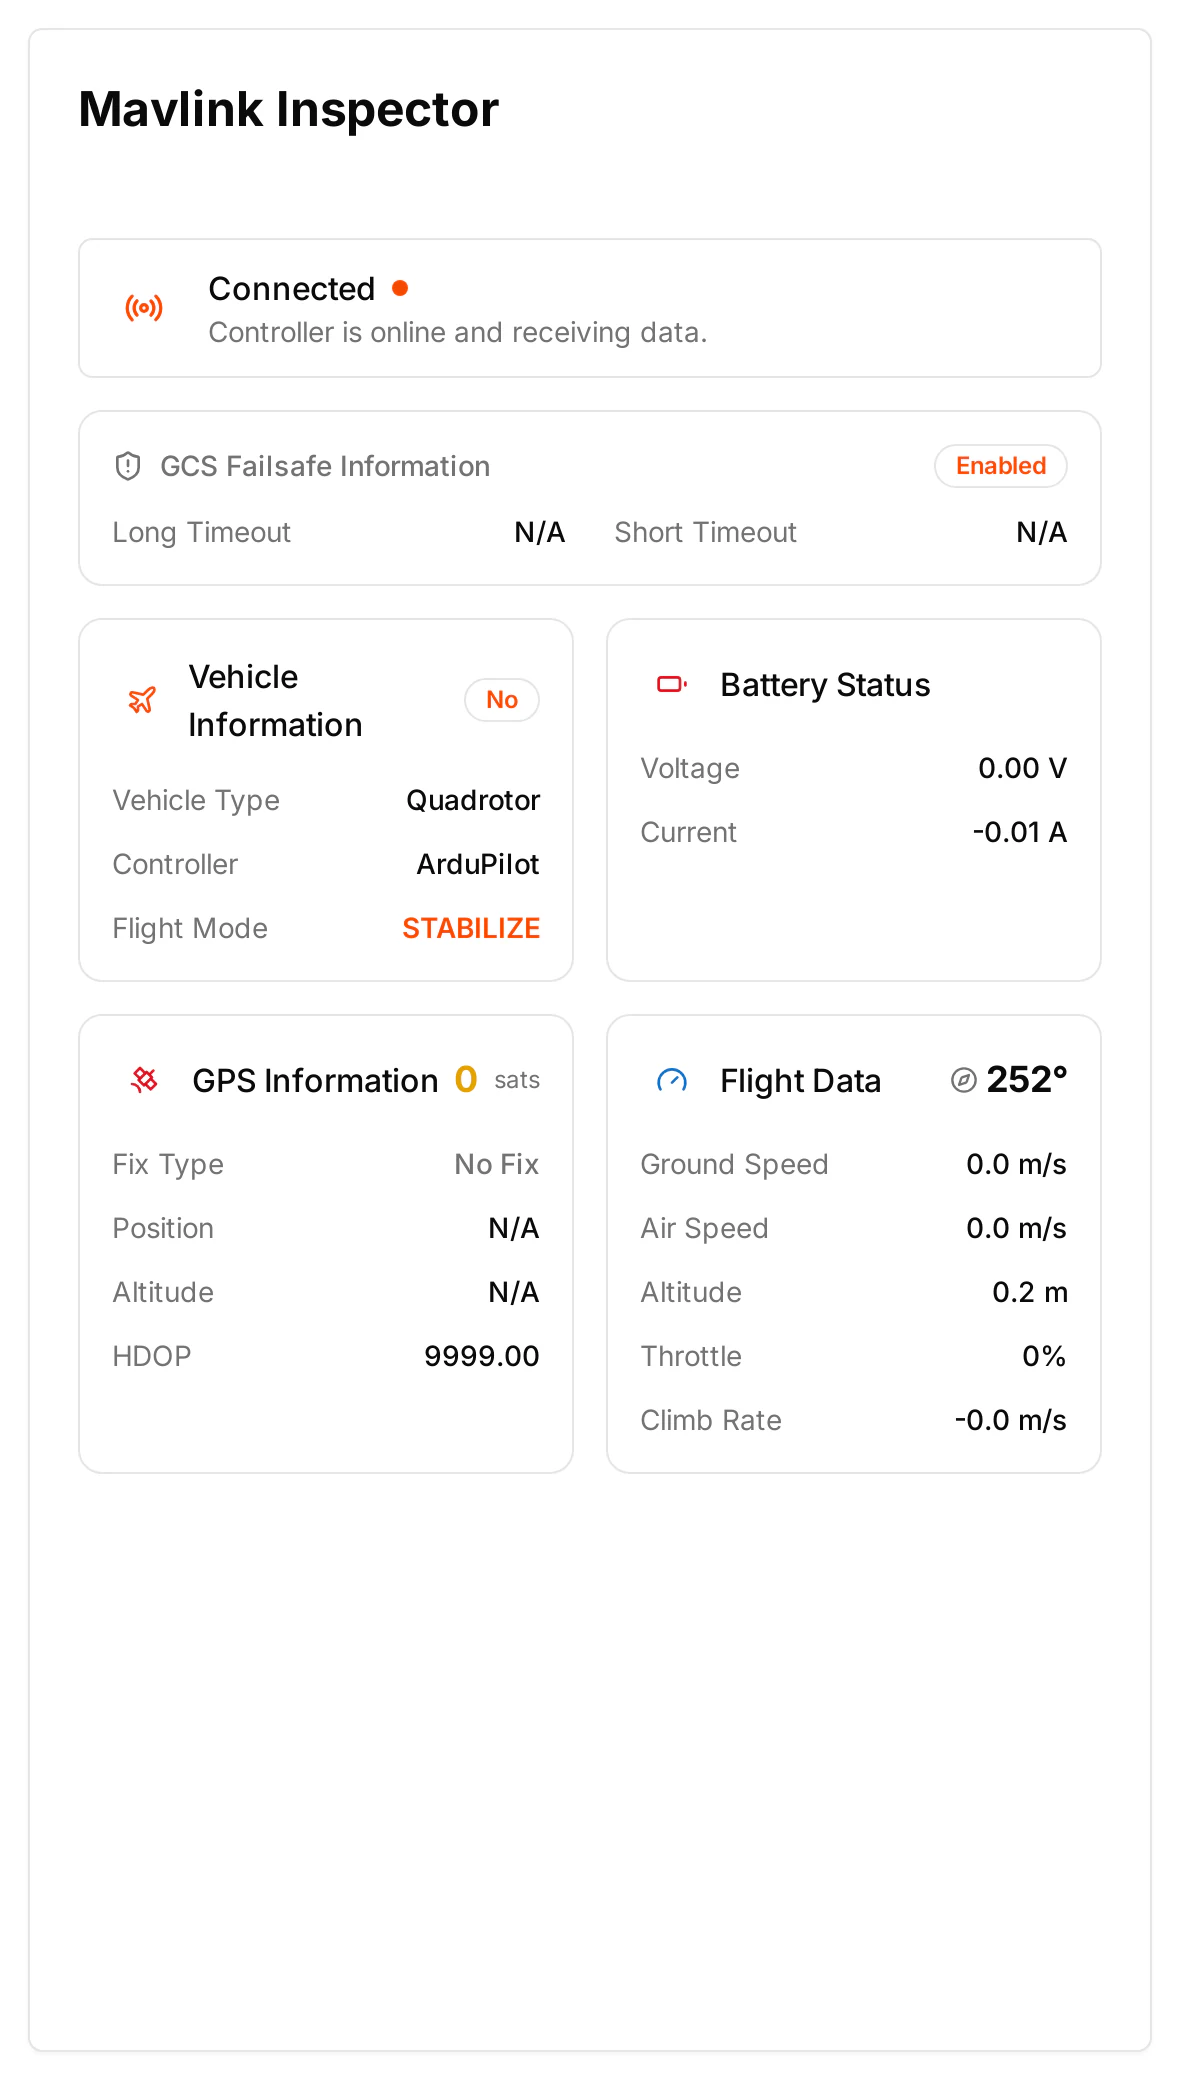 Mavlink Inspector
Connected
Controller is online and receiving data.
GCS Failsafe Information
Enabled
Long Timeout N/A Short Timeout N/A
Vehicle
Information
No
Vehicle Type Quadrotor
Controller ArduPilot
Flight Mode STABILIZE
Battery Status
Voltage 0.00 V
Current -0.01 A
GPS Information 0 sats
Fix Type No Fix
Position N/A
Altitude N/A
HDOP 9999.00
Flight Data 252°
Ground Speed 0.0 m/s
Air Speed 0.0 m/s
Altitude 0.2 m
Throttle 0%
Climb Rate -0.0 m/s